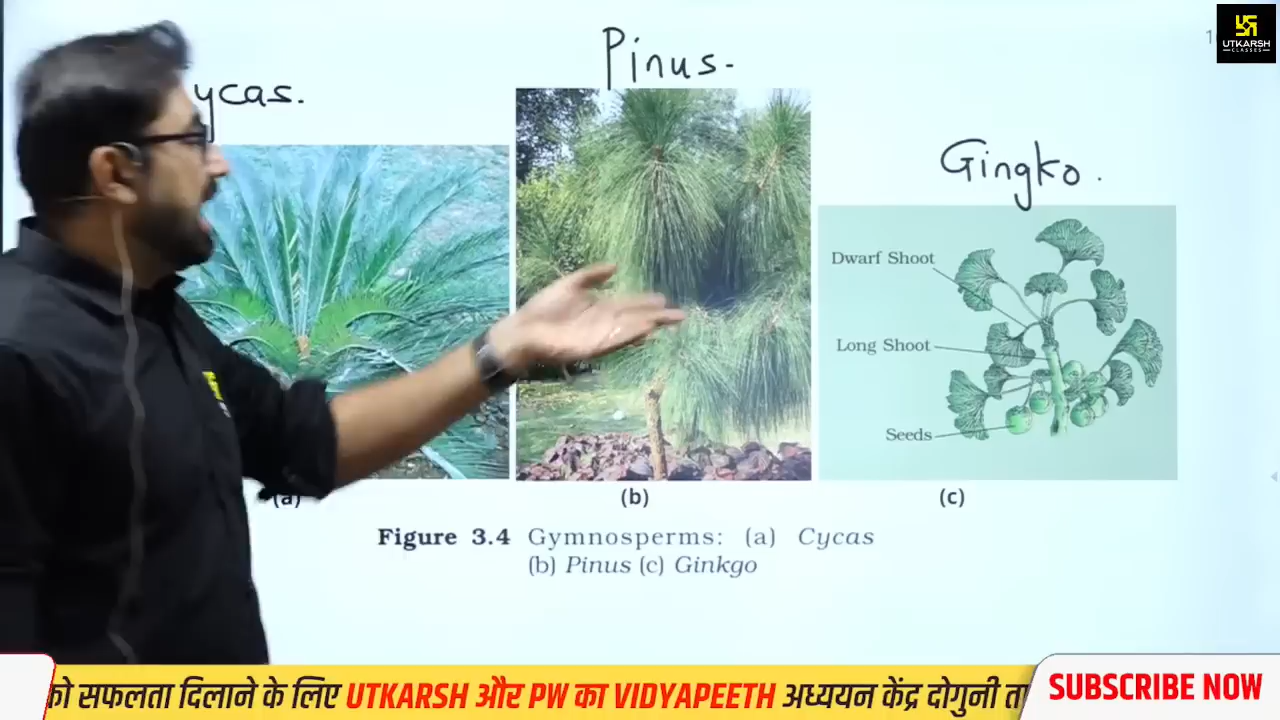 UTKARSH
CLASSES
Pinus.
ycas.
Gingko.
Dwarf Shoot
Long Shoot
Seeds
(a)
(b)
(c)
Figure 3.4 Gymnosperms: (a) Cycas
(b) Pinus (c) Ginkgo
को सफलता दिलाने के लिए UTKARSH और PW का VIDYAPEETH अध्ययन केंद्र दोगुनी
SUBSCRIBE NOW